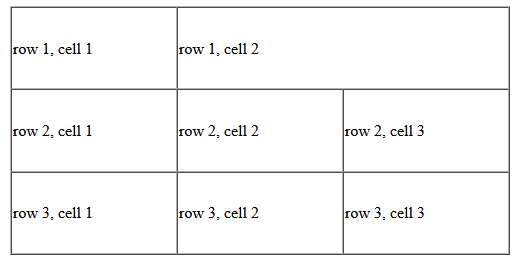 row 1, cell 1 row 1, cell 2
row 2, cell 1 row 2, cell 2 row 2, cell 3
row 3, cell 1 row 3, cell 2 row 3, cell 3